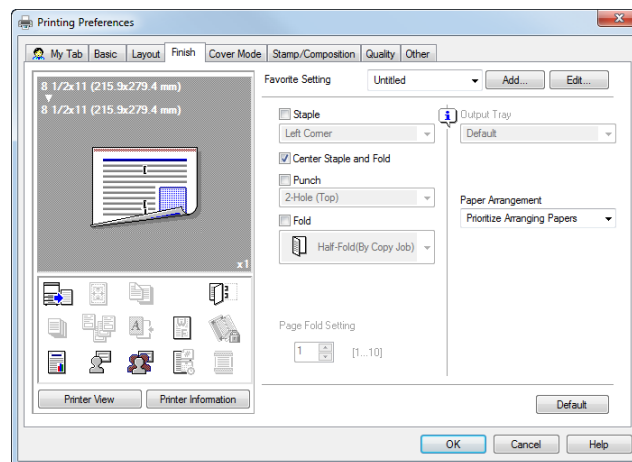 Printing Preferences
My Tab Basic Layout Finish Cover Mode Stamp/Composition Quality Other
8 1/2x11 (215.9x279.4 mm)
8 1/2x11 (215.9x279.4 mm)
x1
Printer View Printer Information
Favorite Setting Untitled Add... Edit...
Staple
Left Corner
Center Staple and Fold
Punch
2-Hole (Top)
Fold
Half-Fold(By Copy Job)
Page Fold Setting
1 [1...10]
Output Tray
Default
Paper Arrangement
Prioritize Arranging Papers
Default
OK Cancel Help